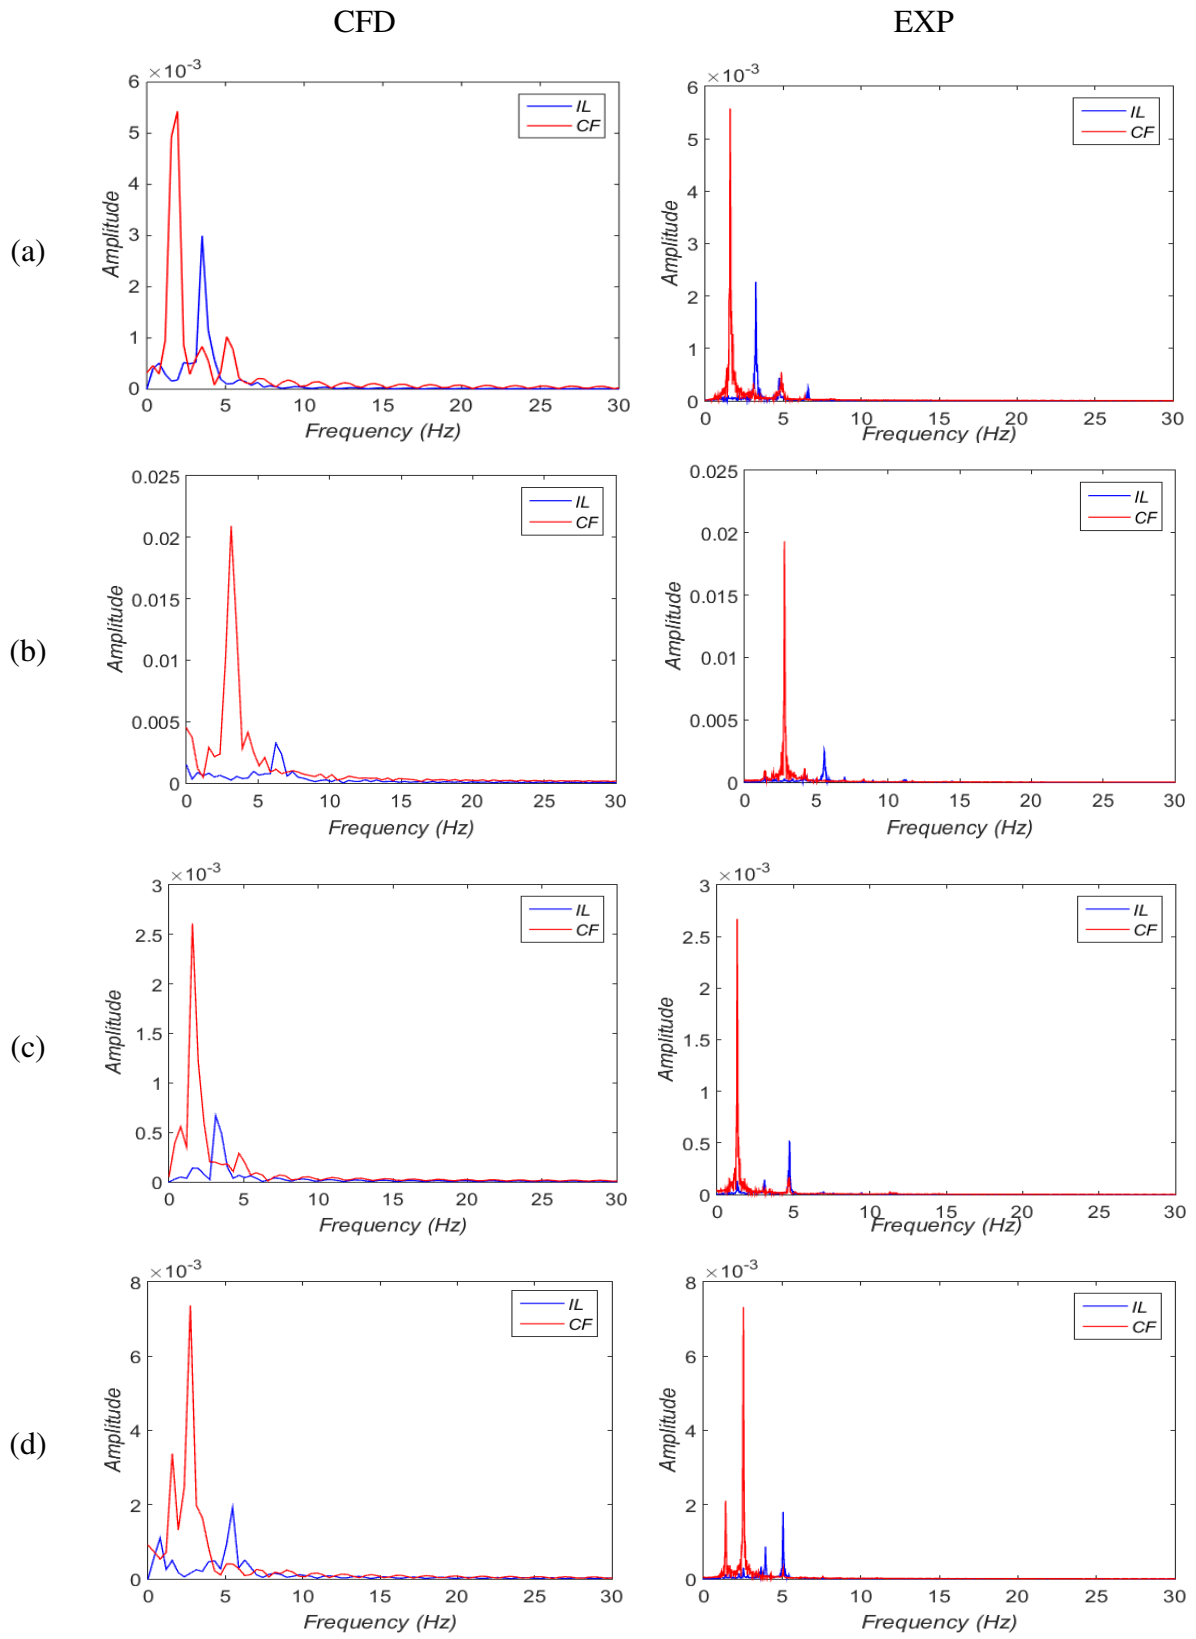 CFD EXP
(a)
×10-3
6
5
4
3
2
1
0
0 5 10 15 20 25 30
Amplitude
Frequency (Hz)
IL
CF
×10-3
6
5
4
3
2
1
0
0 5 10 15 20 25 30
Amplitude
Frequency (Hz)
IL
CF
(b)
0.025
0.02
0.015
0.01
0.005
0
0 5 10 15 20 25 30
Amplitude
Frequency (Hz)
IL
CF
0.025
0.02
0.015
0.01
0.005
0
0 5 10 15 20 25 30
Amplitude
Frequency (Hz)
IL
CF
(c)
×10-3
3
2.5
2
1.5
1
0.5
0
0 5 10 15 20 25 30
Amplitude
Frequency (Hz)
IL
CF
×10-3
3
2.5
2
1.5
1
0.5
0
0 5 10 15 20 25 30
Amplitude
Frequency (Hz)
IL
CF
(d)
×10-3
8
6
4
2
0
0 5 10 15 20 25 30
Amplitude
Frequency (Hz)
IL
CF
×10-3
8
6
4
2
0
0 5 10 15 20 25 30
Amplitude
Frequency (Hz)
IL
CF